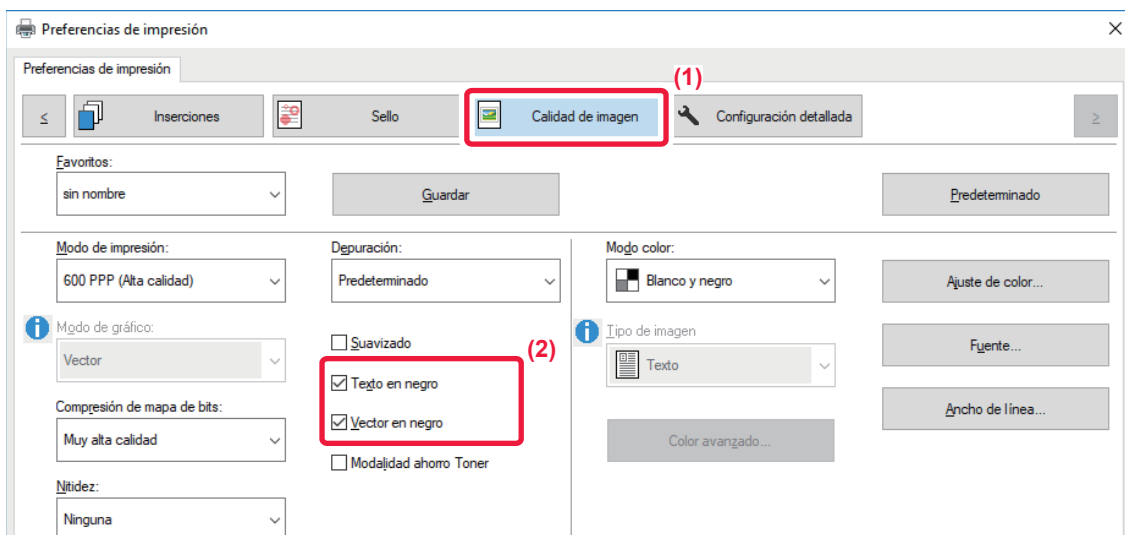 Preferencias de impresión
Preferencias de impresión
(1)
<
Inserciones
Sello
Calidad de imagen
Configuración detallada
>
Favoritos:
sin nombre
Guardar
Predeterminado
Modo de impresión:
Depuración:
Modo color:
600 PPP (Alta calidad)
Predeterminado
Blanco y negro
Ajuste de color...
Modo de gráfico:
Suavizado
(2)
Tipo de imagen
Vector
Texto en negro
Texto
Fuente...
Compresión de mapa de bits:
Vector en negro
Ancho de línea...
Muy alta calidad
Modalidad ahorro Toner
Color avanzado...
Nitidez:
Ninguna